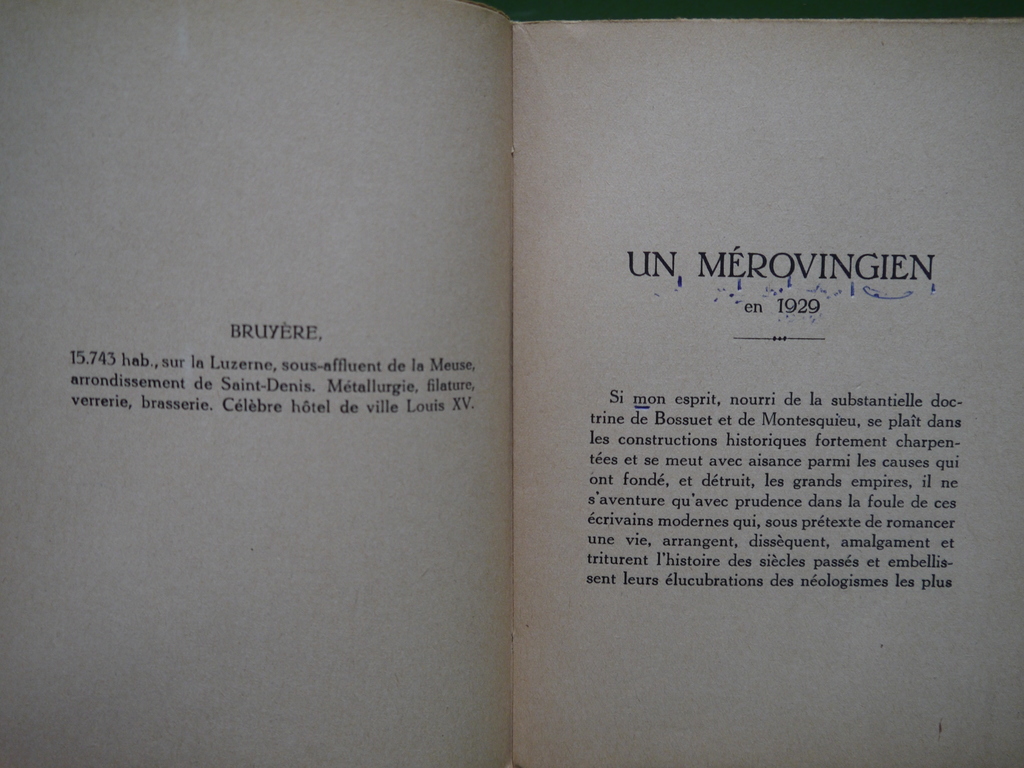 BRUYÈRE,
15.743 hab., sur la Luzerne, sous-affluent de la Meuse,
arrondissement de Saint-Denis. Métallurgie, filature,
verrerie, brasserie. Célèbre hôtel de ville Louis XV.
UN MÉROVINGIEN
en 1929
Si mon esprit, nourri de la substantielle doc-
trine de Bossuet et de Montesquieu, se plaît dans
les constructions historiques fortement charpen-
tées et se meut avec aisance parmi les causes qui
ont fondé, et détruit, les grands empires, il ne
s'aventure qu'avec prudence dans la foule de ces
écrivains modernes qui, sous prétexte de romancer
une vie, arrangent, dissèquent, amalgament et
triturent l'histoire des siècles passés et embellis-
sent leurs élucubrations des néologismes les plus